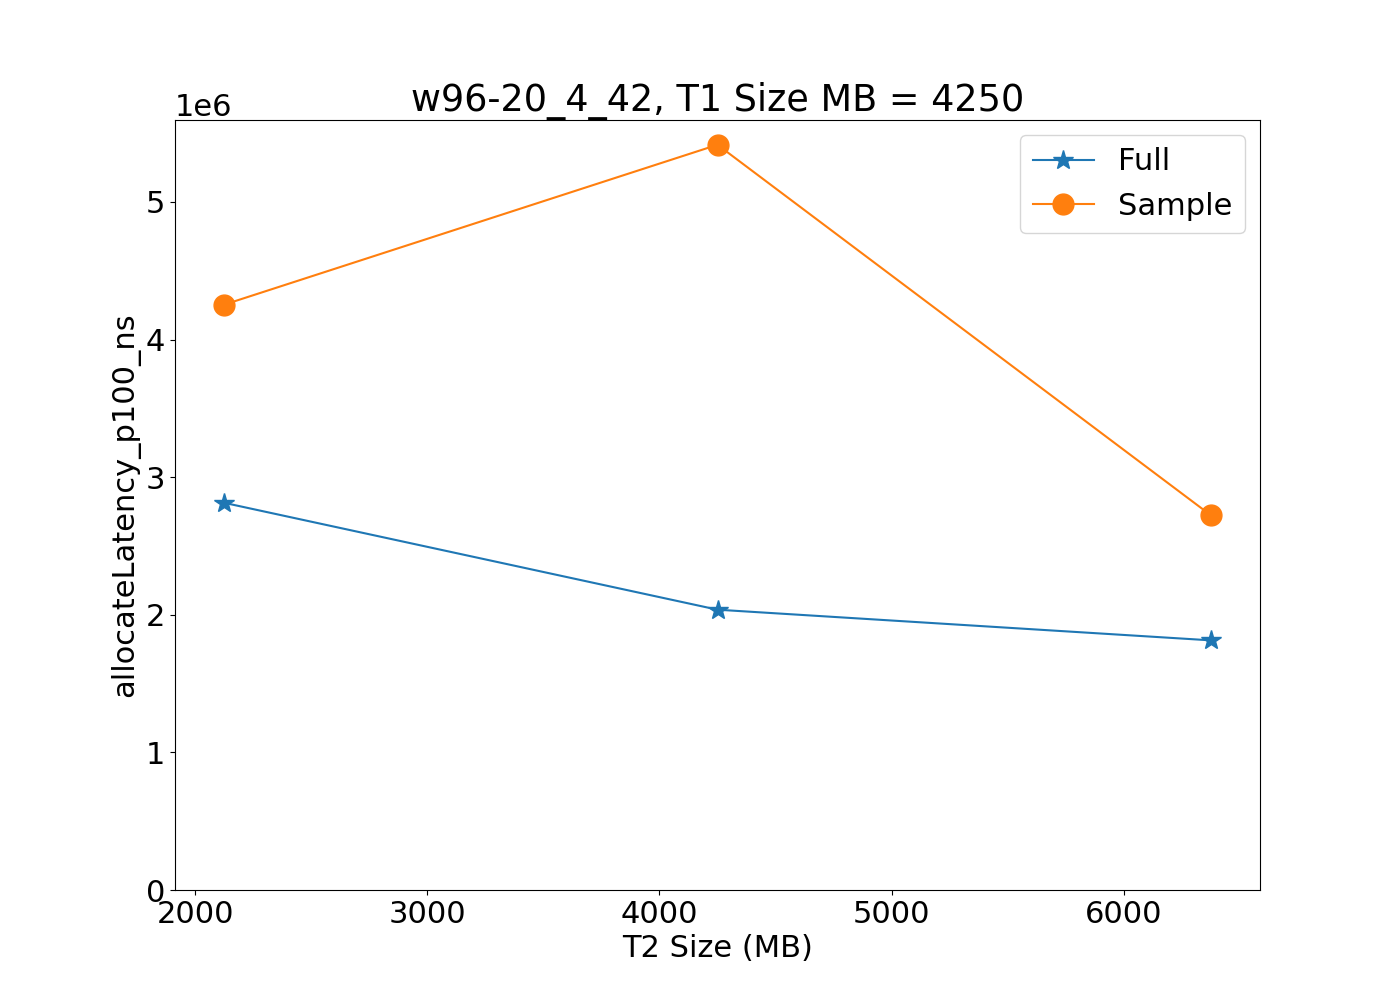 w96-20_4_42, T1 Size MB = 4250
1e6
Full
Sample
allocateLatency_p100_ns
5
4
3
2
1
0
2000 3000 4000 5000 6000
T2 Size (MB)